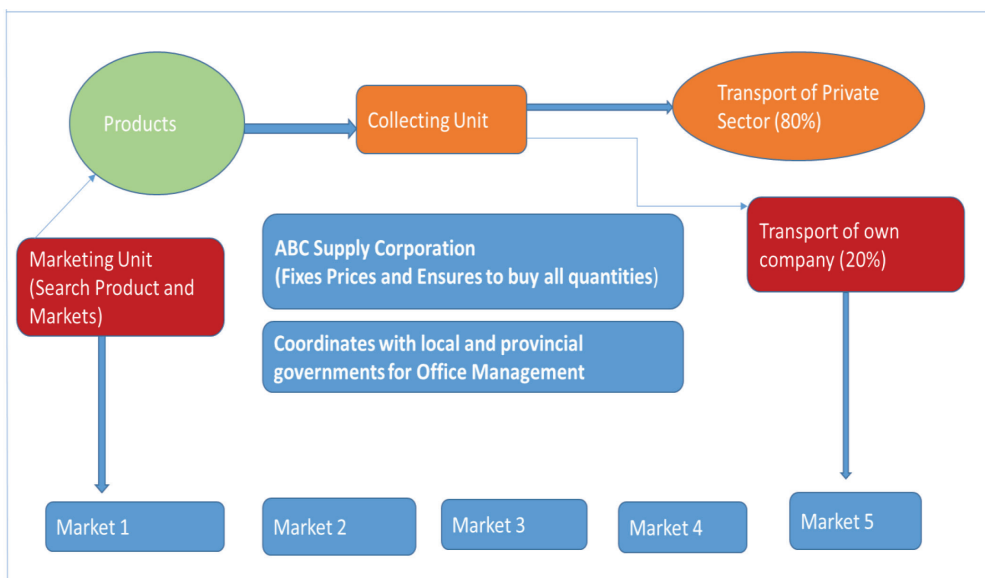 Products
Collecting Unit
Transport of Private
Sector (80%)
Marketing Unit
(Search Product and
Markets)
ABC Supply Corporation
(Fixes Prices and Ensures to buy all quantities)
Transport of own
company (20%)
Coordinates with local and provincial
governments for Office Management
Market 1
Market 2
Market 3
Market 4
Market 5